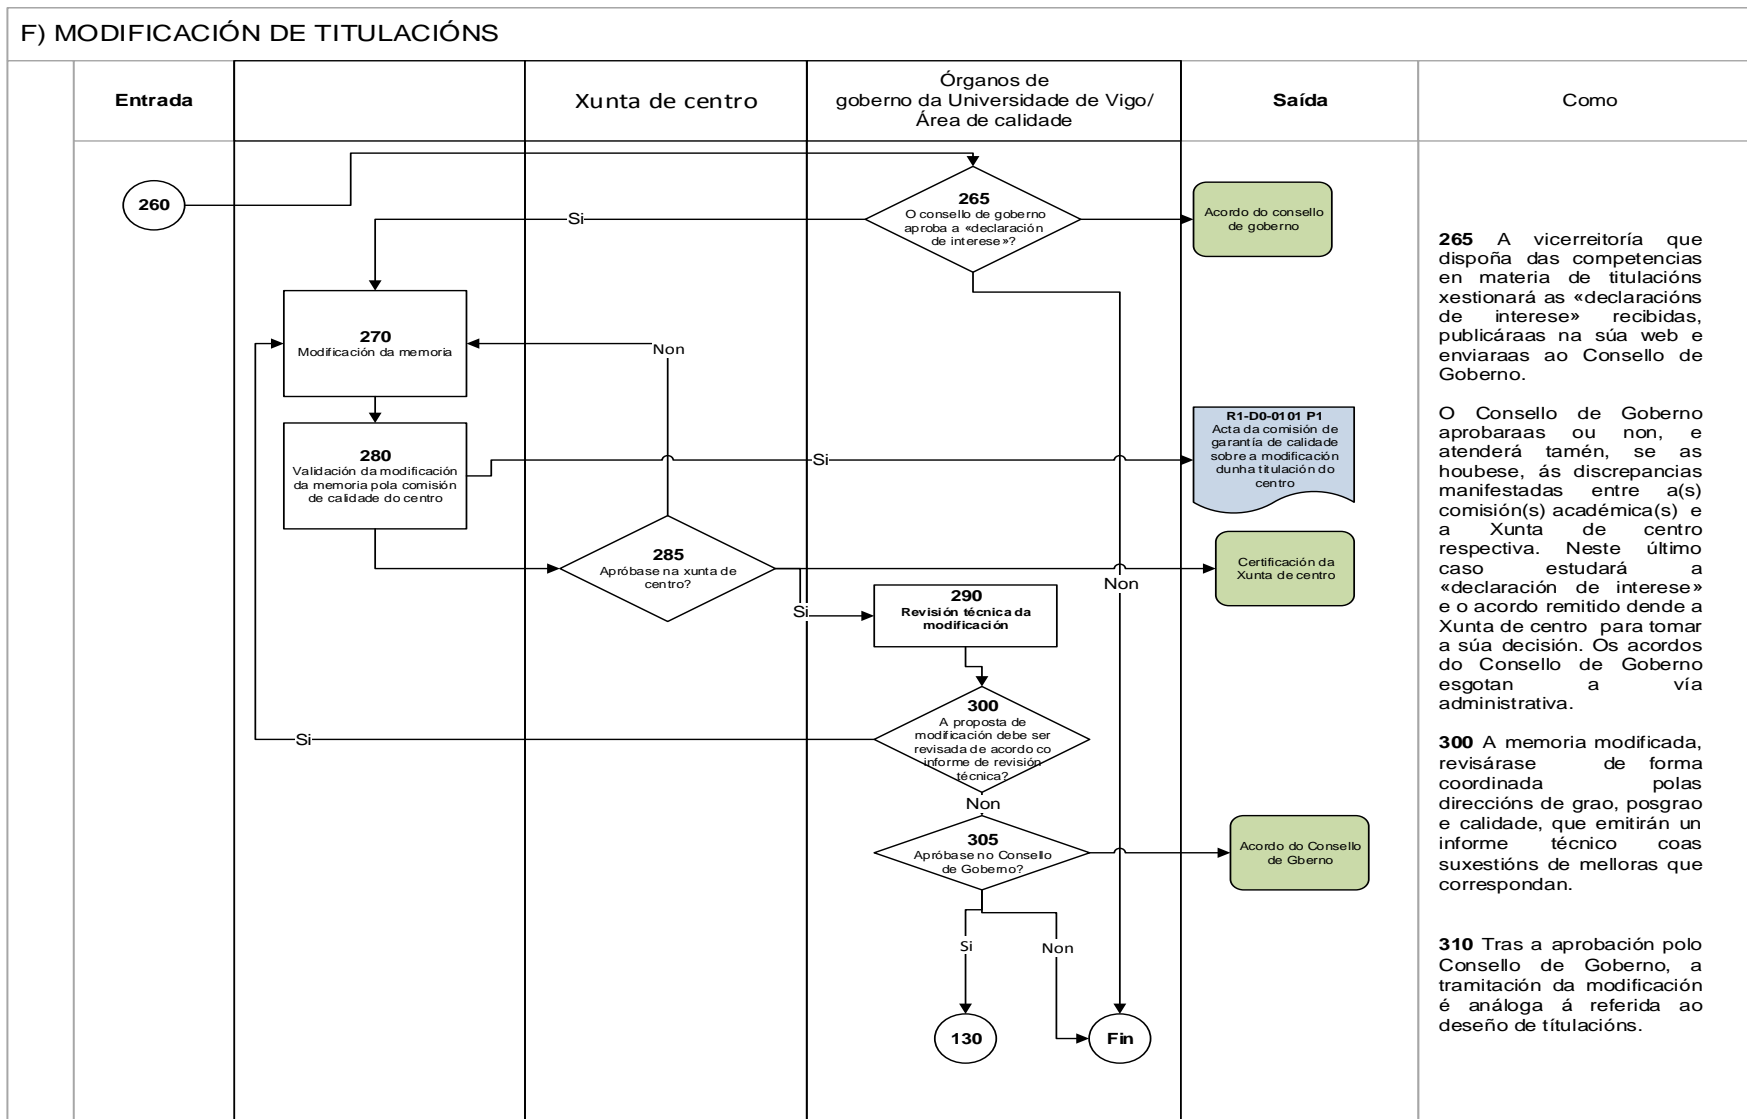 F) MODIFICACIÓN DE TITULACIÓNS
Entrada
Xunta de centro
Órganos de
goberno da Universidade de Vigo/
Área de calidade
Saída
Como
260
265
O consello de goberno
aproba a «declaración
de interese»?
Si
Acordo do consello
de goberno
270
Modificación da memoria
Non
280
Validación da modificación
da memoria pola comisión
de calidade do centro
Si
R1-D0-0101 P1
Acta da comisión de
garantía de calidade
sobre a modificación
dunha titulación do
centro
285
Apróbase na xunta de
centro?
Certificación da
Xunta de centro
Non
Si
290
Revisión técnica da
modificación
300
A proposta de
modificación debe ser
revisada de acordo co
informe de revisión
técnica?
Si
Non
305
Apróbase no Consello
de Goberno?
Acordo do Consello
de Gberno
Si
Non
130
Fin
265 A vicerreitoría que
dispoña das competencias
en materia de titulacións
xestionará as «declaracións
de interese» recibidas,
publicáraas na súa web e
enviaraas ao Consello de
Goberno.
O Consello de Goberno
aprobaraas ou non, e
atenderá tamén, se as
houbese, ás discrepancias
manifestadas entre a(s)
comisión(s) académica(s) e
a Xunta de centro
respectiva. Neste último
caso estudará a
«declaración de interese»
e o acordo remitido dende a
Xunta de centro para tomar
a súa decisión. Os acordos
do Consello de Goberno
esgotan a vía
administrativa.
300 A memoria modificada,
revisárase de forma
coordinada polas
direccións de grao, posgrao
e calidade, que emitirán un
informe técnico coas
suxestións de melloras que
correspondan.
310 Tras a aprobación polo
Consello de Goberno, a
tramitación da modificación
é análoga á referida ao
deseño de títulacións.